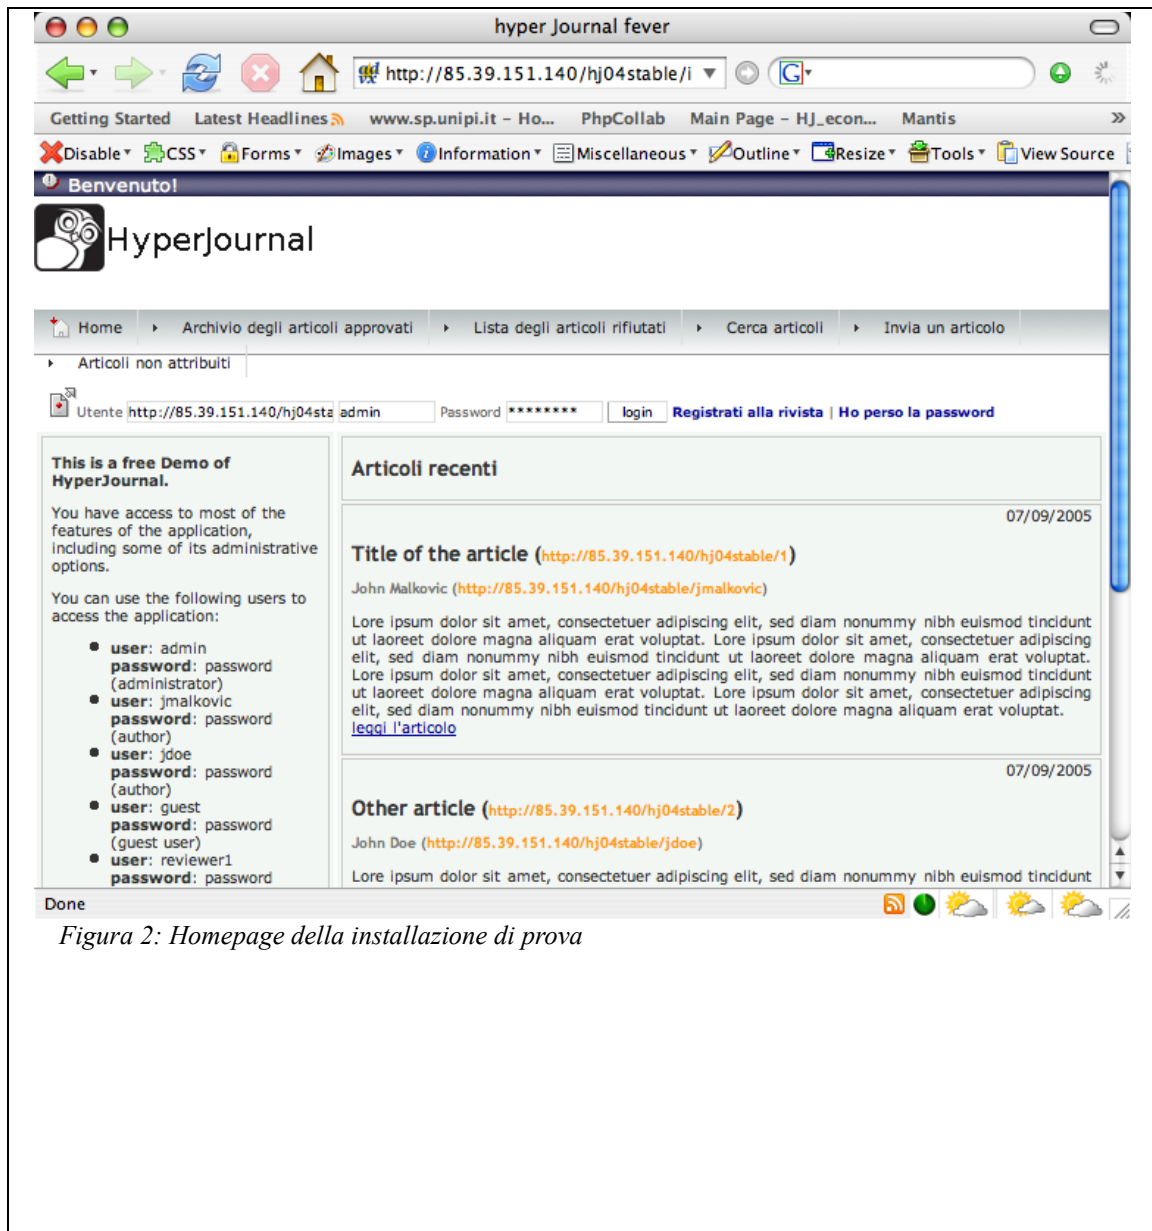 hyper Journal fever
http://85.39.151.140/hj04stable/i
G
Getting Started Latest Headlines www.sp.unipi.it – Ho... PhpCollab Main Page – HJ_econ... Mantis »
Disable CSS Forms Images Information Miscellaneous Outline Resize Tools View Source
Benvenuto!
HyperJournal
Home Archivio degli articoli approvati Lista degli articoli rifiutati Cerca articoli Invia un articolo
Articoli non attribuiti
Utente http://85.39.151.140/hj04sta admin Password ******** login Registrati alla rivista | Ho perso la password
This is a free Demo of
HyperJournal.
You have access to most of the
features of the application,
including some of its administrative
options.
You can use the following users to
access the application:
user: admin
password: password
(administrator)
user: jmalkovic
password: password
(author)
user: jdoe
password: password
(author)
user: guest
password: password
(guest user)
user: reviewer1
password: password
Articoli recenti
07/09/2005
Title of the article (http://85.39.151.140/hj04stable/1)
John Malkovic (http://85.39.151.140/hj04stable/jmalkovic)
Lore ipsum dolor sit amet, consectetuer adipiscing elit, sed diam nonummy nibh euismod tincidunt
ut laoreet dolore magna aliquam erat voluptat. Lore ipsum dolor sit amet, consectetuer adipiscing
elit, sed diam nonummy nibh euismod tincidunt ut laoreet dolore magna aliquam erat voluptat.
Lore ipsum dolor sit amet, consectetuer adipiscing elit, sed diam nonummy nibh euismod tincidunt
ut laoreet dolore magna aliquam erat voluptat. Lore ipsum dolor sit amet, consectetuer adipiscing
elit, sed diam nonummy nibh euismod tincidunt ut laoreet dolore magna aliquam erat voluptat.
leggi l'articolo
07/09/2005
Other article (http://85.39.151.140/hj04stable/2)
John Doe (http://85.39.151.140/hj04stable/jdoe)
Lore ipsum dolor sit amet, consectetuer adipiscing elit, sed diam nonummy nibh euismod tincidunt
Done
Figura 2: Homepage della installazione di prova